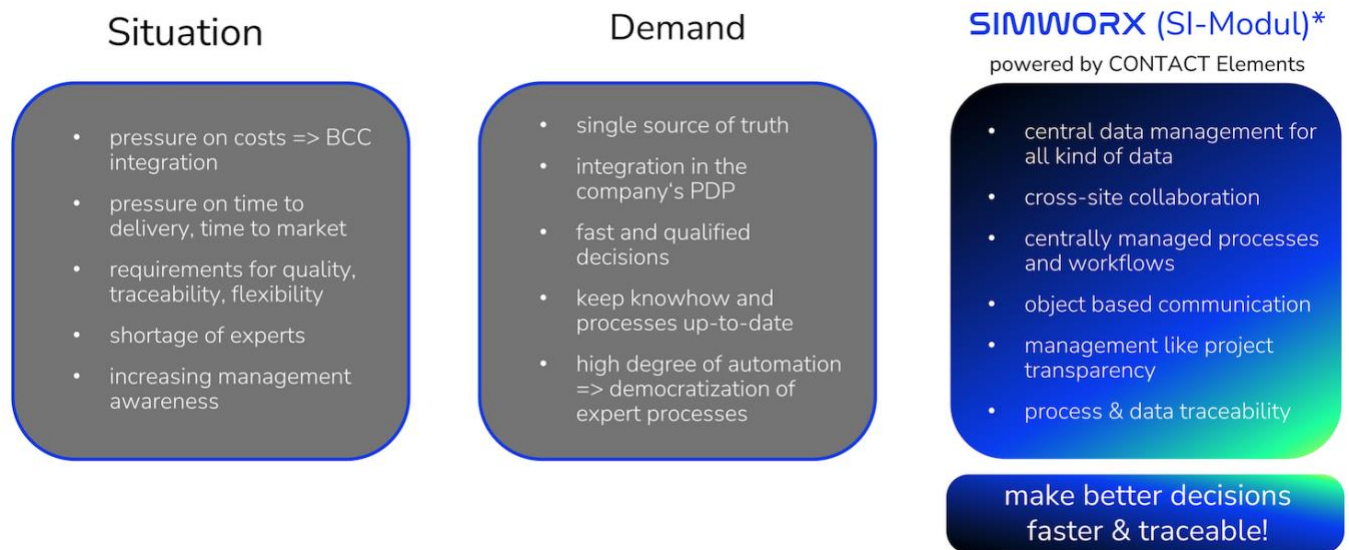 Situation
• pressure on costs => BCC
integration
• pressure on time to
delivery, time to market
• requirements for quality,
traceability, flexibility
• shortage of experts
• increasing management
awareness
Demand
• single source of truth
• integration in the
company‘s PDP
• fast and qualified
decisions
• keep knowhow and
processes up-to-date
• high degree of automation
=> democratization of
expert processes
SIMWORX (SI-Modul)*
powered by CONTACT Elements
• central data management for
all kind of data
• cross-site collaboration
• centrally managed processes
and workflows
• object based communication
• management like project
transparency
• process & data traceability
make better decisions
faster & traceable!